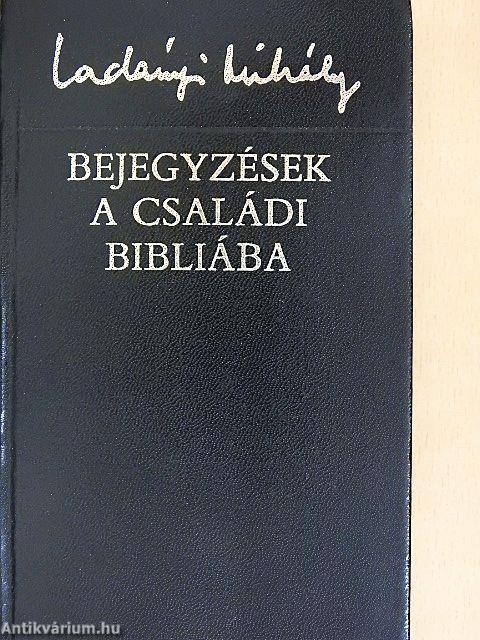 Ladányi Mihály
BEJEGYZÉSEK
A CSALÁDI
BIBLIÁBA
Antikvárium.hu